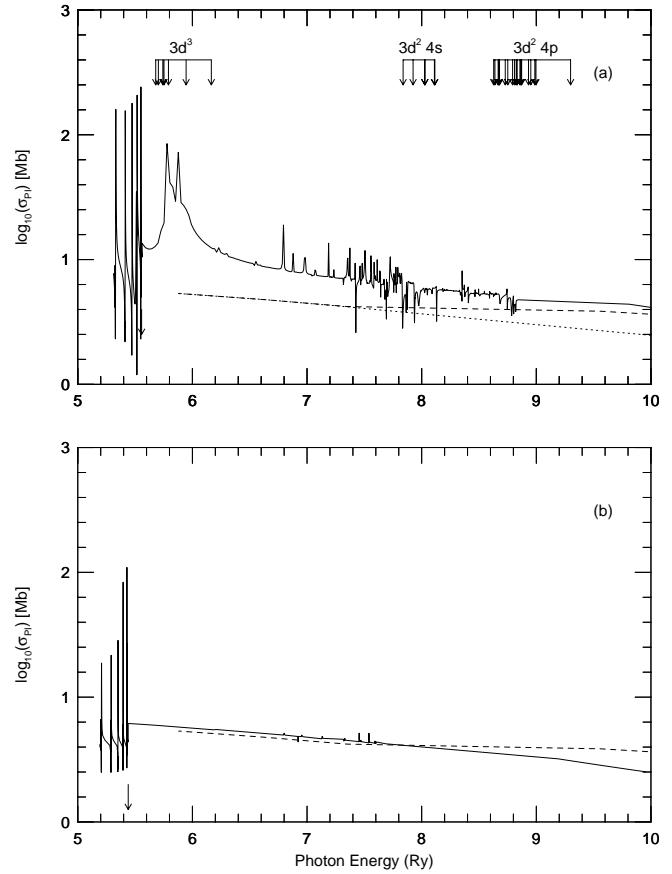 3
3d³ 3d² 4s 3d² 4p
(a)
2
log₁₀(σ_PI) [Mb]
1
0
5 6 7 8 9 10
3
(b)
2
log₁₀(σ_PI) [Mb]
1
0
5 6 7 8 9 10
Photon Energy (Ry)